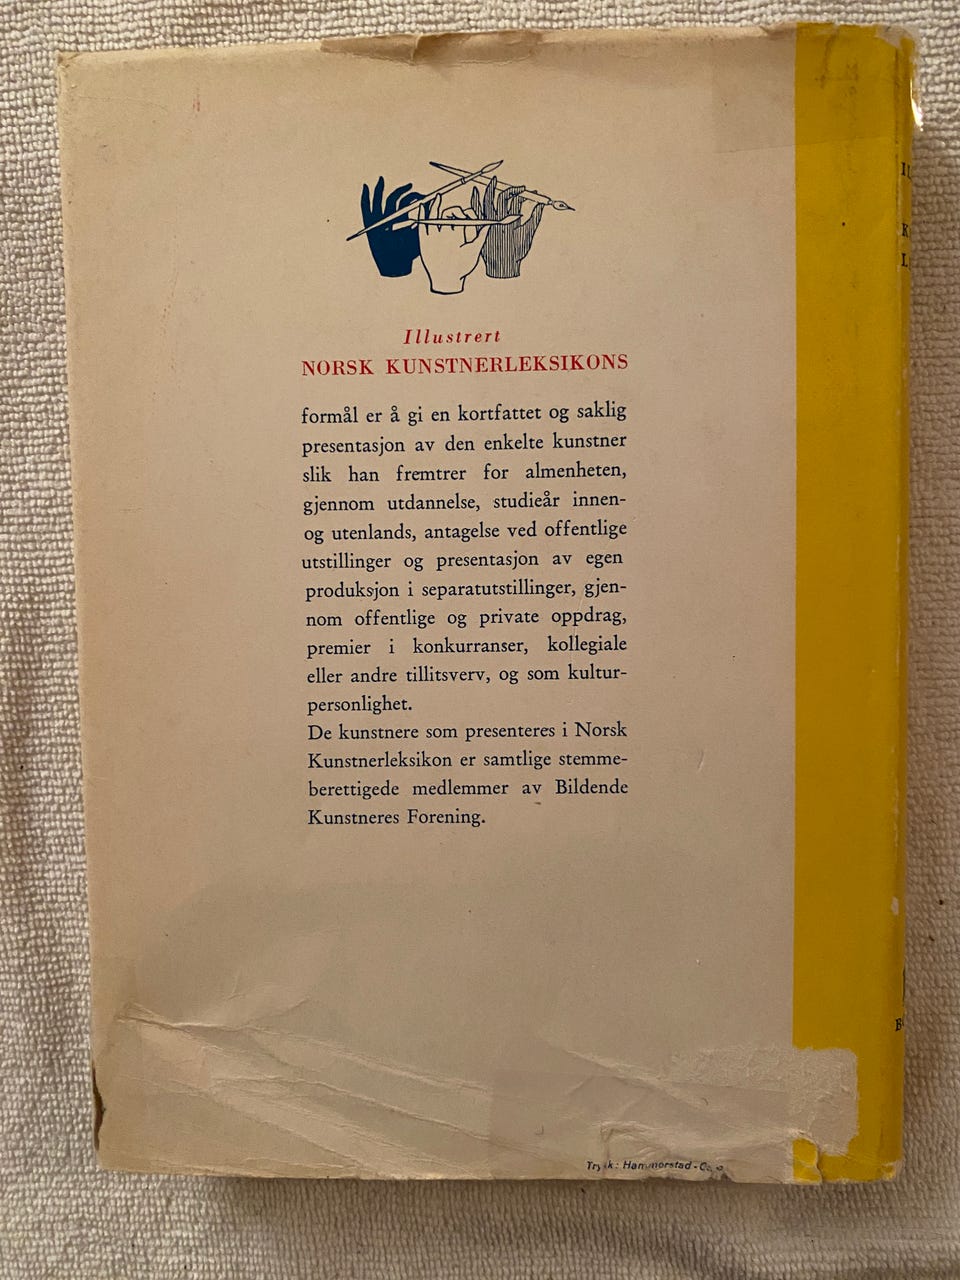 Illustrert
NORSK KUNSTNERLEKSIKONS
formål er å gi en kortfattet og saklig
presentasjon av den enkelte kunstner
slik han fremtrer for almenheten,
gjennom utdannelse, studieår innen-
og utenlands, antagelse ved offentlige
utstillinger og presentasjon av egen
produksjon i separatutstillinger, gjen-
nom offentlige og private oppdrag,
premier i konkurranser, kollegiale
eller andre tillitsverv, og som kultur-
personlighet.
De kunstnere som presenteres i Norsk
Kunstnerleksikon er samtlige stemme-
berettigede medlemmer av Bildende
Kunstneres Forening.